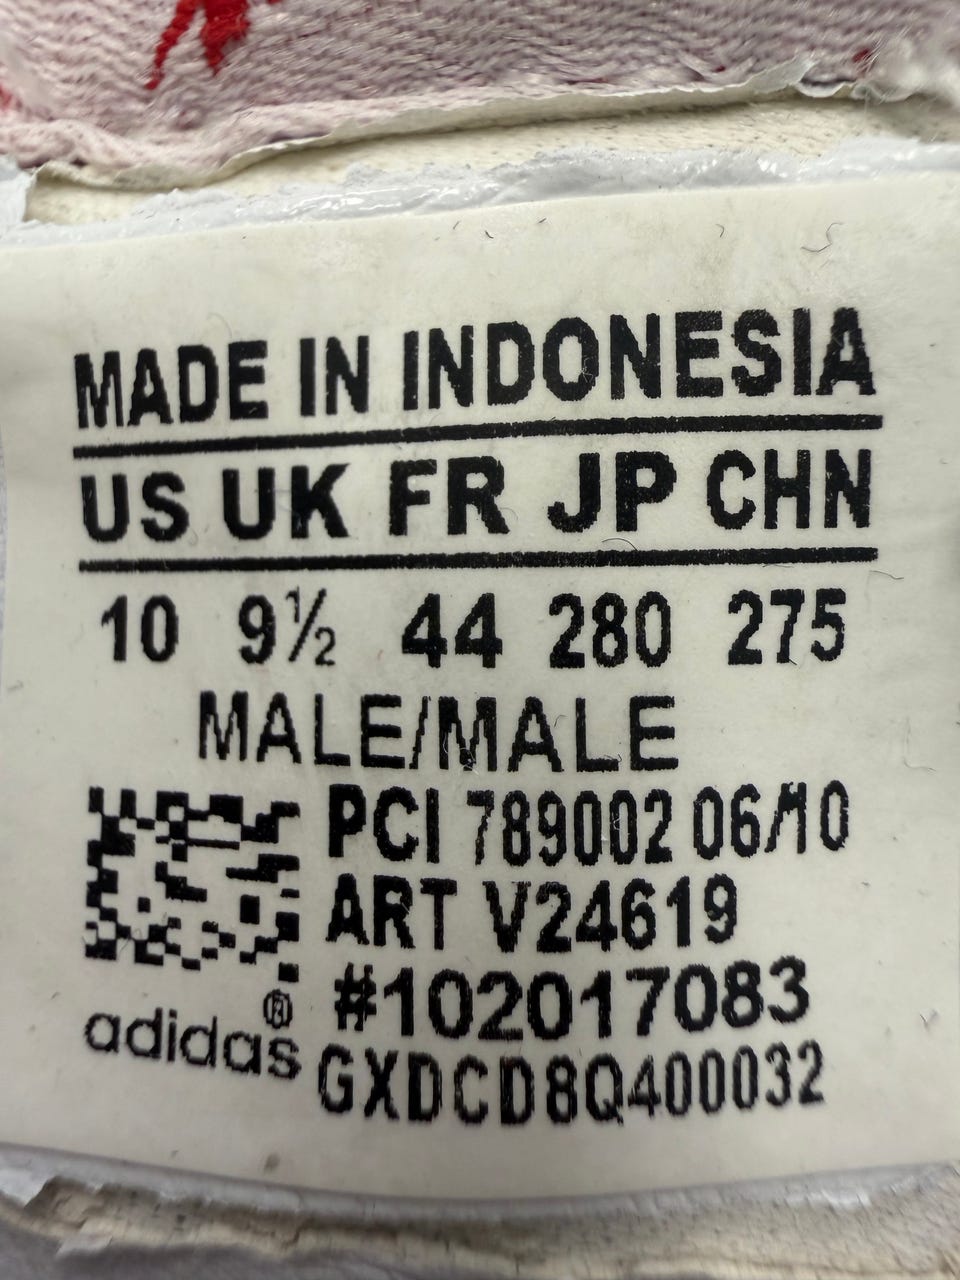 MADE IN INDONESIA
US UK FR JP CHN
10 9½ 44 280 275
MALE/MALE
PCI 789002 06/10
ART V24619
#102017083
adidas®
GXDCD8Q400032